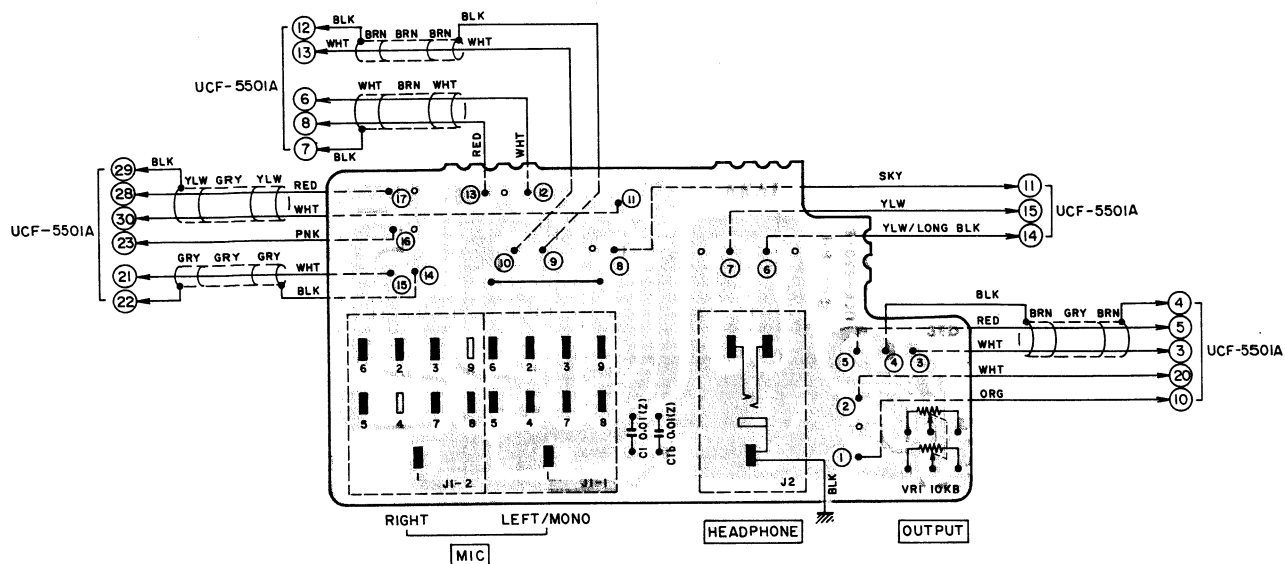 12 BLK BRN BRN BRN BLK
13 WHT WHT
UCF-5501A
6 WHT BRN WHT
8
7 BLK RED WHT
29 BLK
28 YLW GRY YLW RED 17 13 12
30 WHT 11
UCF-5501A
23 PNK 16
21 GRY GRY GRY WHT 15 14
22 BLK
10 9 8 7 6
SKY 11
YLW 15
UCF-5501A
YLW/LONG BLK 14
BLK BRN GRY BRN 4
RED 5
WHT 3
UCF-5501A
WHT 20
ORG 10
5 4 3
2
1
6 2 3 9 6 2 3 9
5 4 7 8 5 4 7 8
C1 0.01(Z)
0.01(Z)
J1-2 J1-1 J2 BLK VR1 10KB
RIGHT LEFT/MONO
MIC
HEADPHONE
OUTPUT